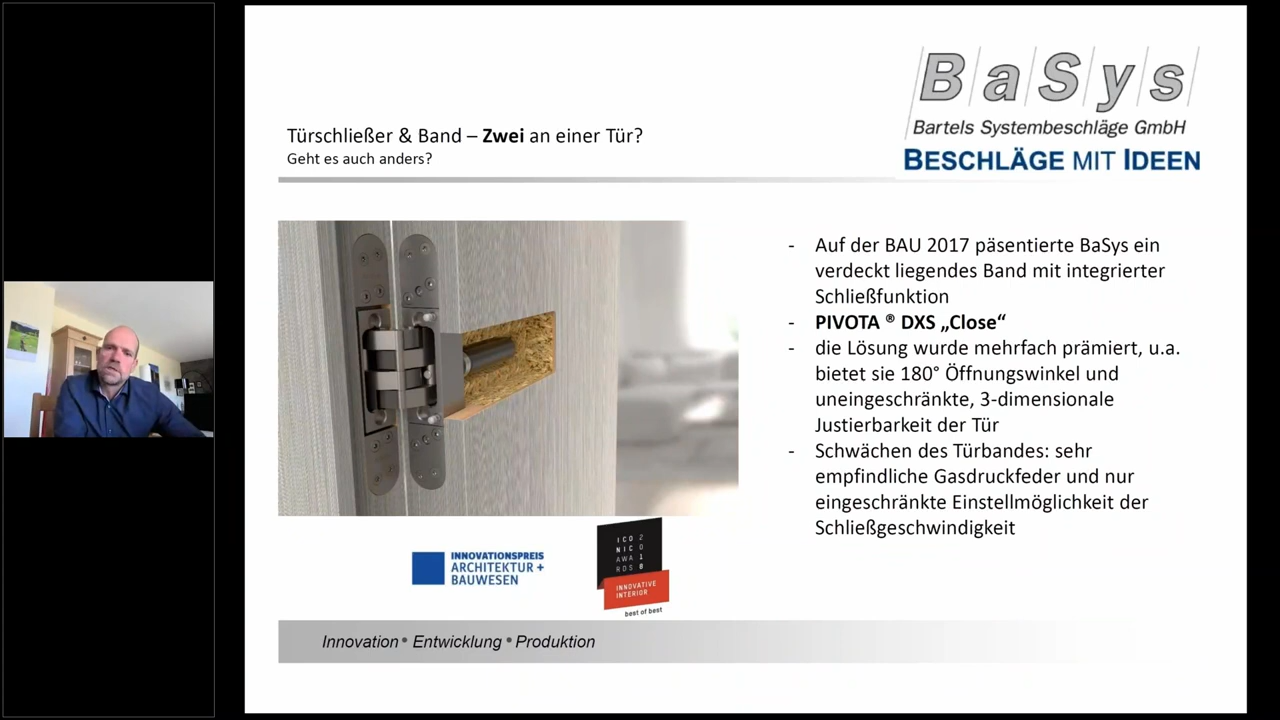 BaSys
Bartels Systembeschläge GmbH
BESCHLÄGE MIT IDEEN
Türschließer & Band – Zwei an einer Tür?
Geht es auch anders?
- Auf der BAU 2017 päsentierte BaSys ein
verdeckt liegendes Band mit integrierter
Schließfunktion
- PIVOTA ® DXS „Close“
- die Lösung wurde mehrfach prämiert, u.a.
bietet sie 180° Öffnungswinkel und
uneingeschränkte, 3-dimensionale
Justierbarkeit der Tür
- Schwächen des Türbandes: sehr
empfindliche Gasdruckfeder und nur
eingeschränkte Einstellmöglichkeit der
Schließgeschwindigkeit
INNOVATIONSPREIS
ARCHITEKTUR +
BAUWESEN
ICO 2
NIC 0
AWA 1
RDS 8
INNOVATIVE
INTERIOR
best of best
Innovation • Entwicklung • Produktion